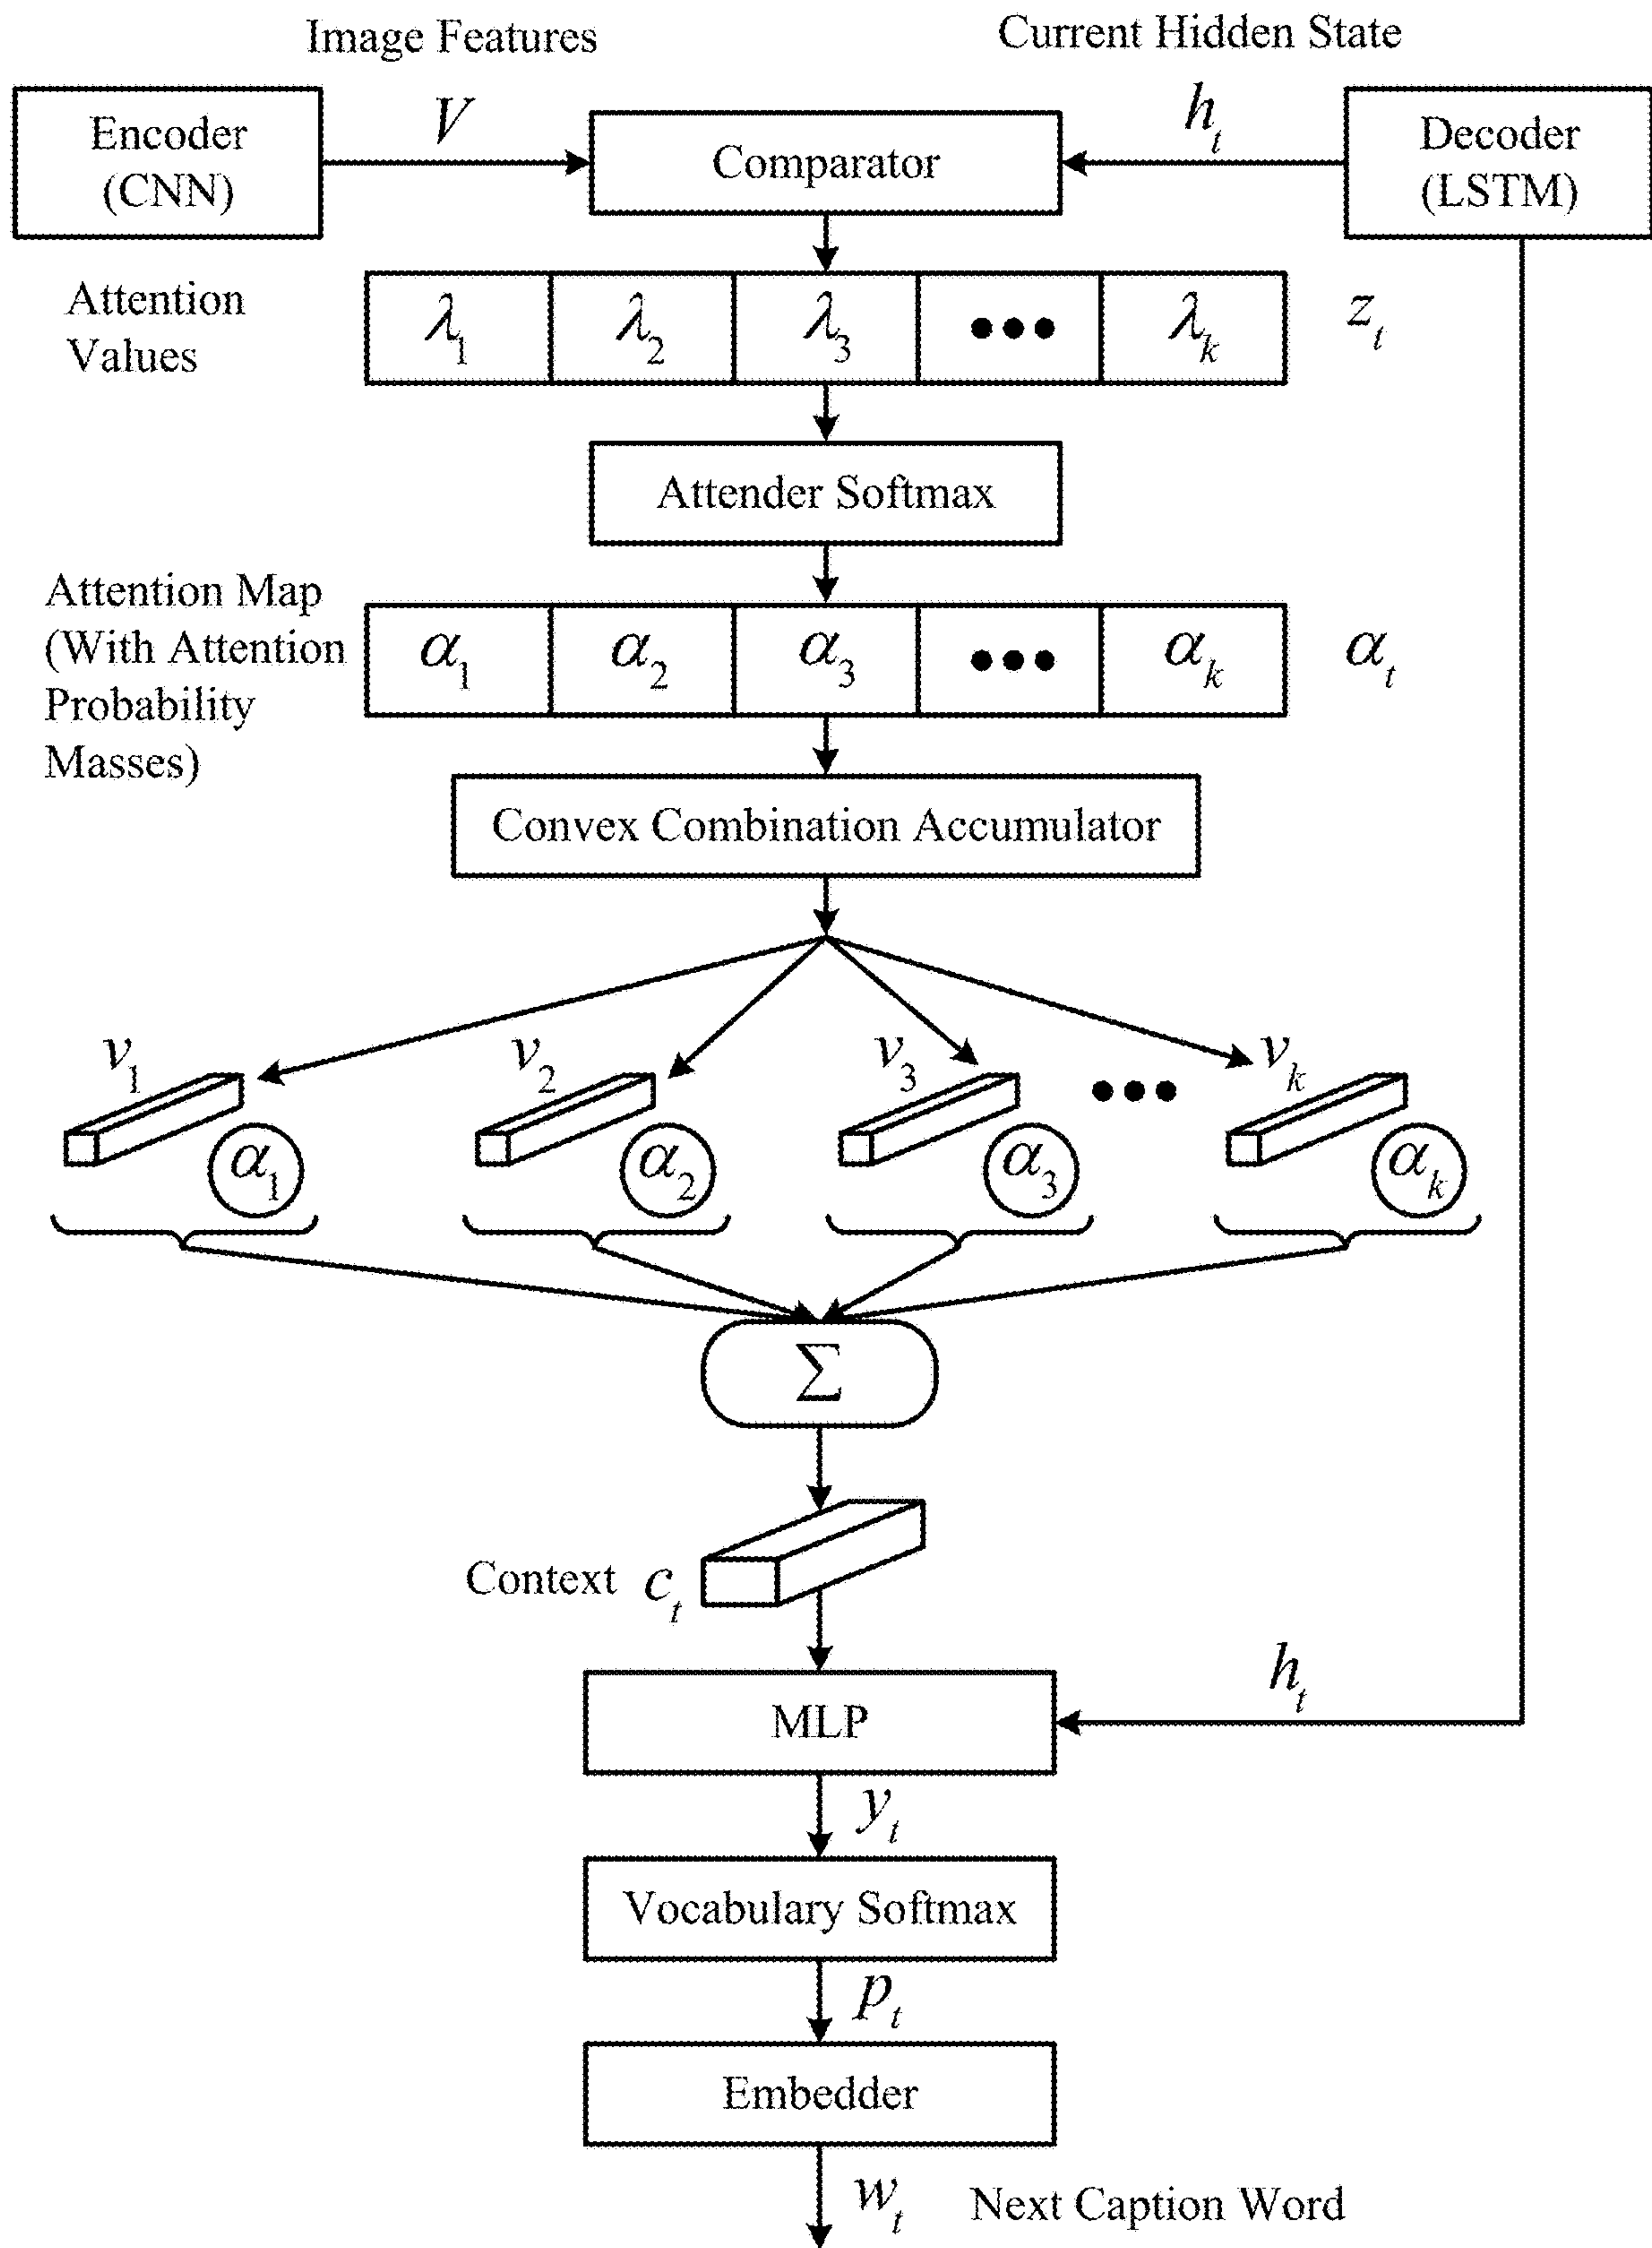 Image Features
Current Hidden State
Encoder
(CNN)
V
Comparator
h_t
Decoder
(LSTM)
Attention
Values
λ_1 λ_2 λ_3 ••• λ_k z_t
Attender Softmax
Attention Map
(With Attention
Probability
Masses)
α_1 α_2 α_3 ••• α_k α_t
Convex Combination Accumulator
v_1 v_2 v_3 ••• v_k
α_1 α_2 α_3 α_k
Σ
Context c_t
h_t
MLP
y_t
Vocabulary Softmax
p_t
Embedder
w_t Next Caption Word